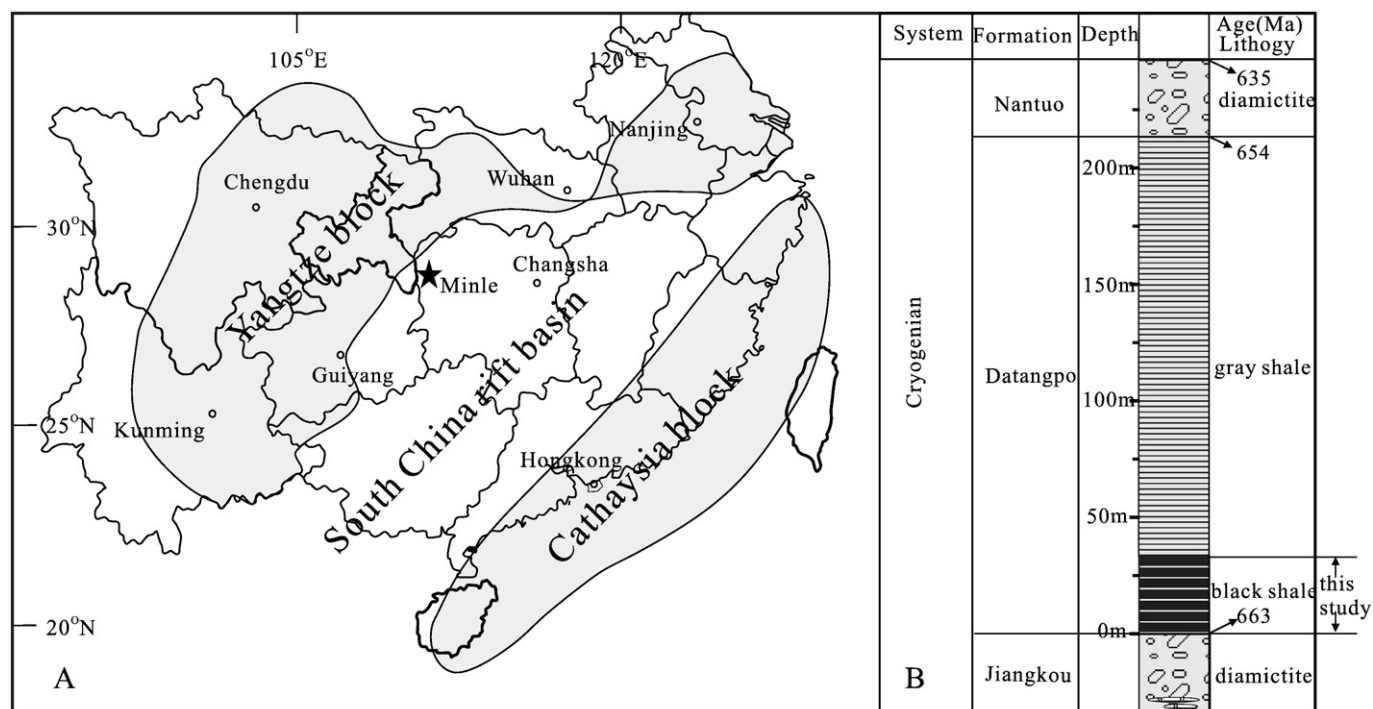 105°E
120°E
30°N
25°N
20°N
Nanjing
Wuhan
Chengdu
Yangtze block
Minle
Changsha
Guiyang
Kunming
South China rift basin
Hongkong
Cathaysia block
A
System
Formation
Depth
Age(Ma)
Lithogy
635
Nantuo
diamictite
654
200m
150m
Cryogenian
Datangpo
gray shale
100m
50m
black shale
this
study
663
0m
Jiangkou
diamictite
B